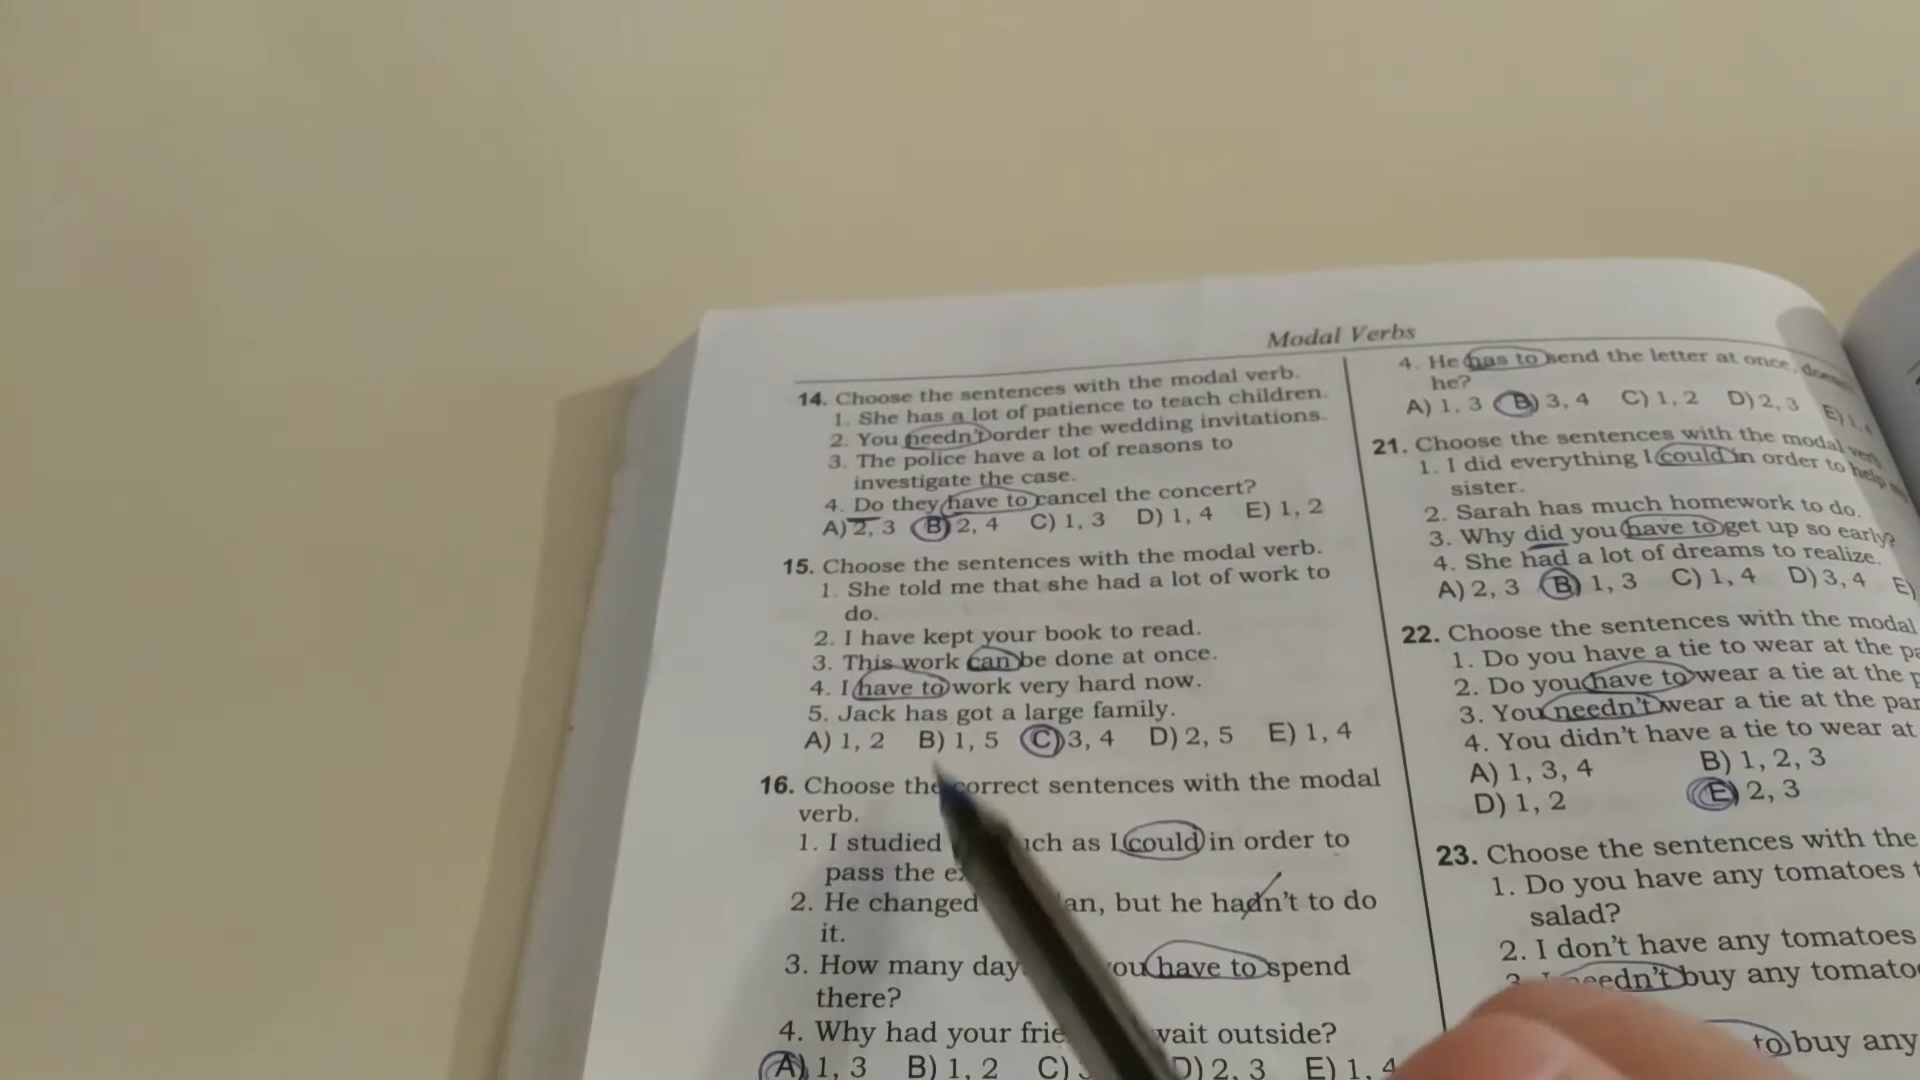 Modal Verbs
14. Choose the sentences with the modal verb.
1. She has a lot of patience to teach children.
2. You needn't order the wedding invitations.
3. The police have a lot of reasons to
investigate the case.
4. Do they have to cancel the concert?
A) 2, 3 B) 2, 4 C) 1, 3 D) 1, 4 E) 1, 2
15. Choose the sentences with the modal verb.
1. She told me that she had a lot of work to
do.
2. I have kept your book to read.
3. This work can be done at once.
4. I have to work very hard now.
5. Jack has got a large family.
A) 1, 2 B) 1, 5 C) 3, 4 D) 2, 5 E) 1, 4
16. Choose the correct sentences with the modal
verb.
1. I studied as I could in order to
pass the
2. He changed but he hadn't to do
it.
3. How many have to spend
there?
4. Why had your wait outside?
A) 1, 3 B) 1, 2 C) D) 2, 3 E) 1, 4
4. He has to send the letter at once,
he?
A) 1, 3 B) 3, 4 C) 1, 2 D) 2, 3 E) 1,
21. Choose the sentences with the modal verb
1. I did everything I could in order to help
sister.
2. Sarah has much homework to do.
3. Why did you have to get up so early?
4. She had a lot of dreams to realize.
A) 2, 3 B) 1, 3 C) 1, 4 D) 3, 4 E)
22. Choose the sentences with the modal
1. Do you have a tie to wear at the
2. Do you have to wear a tie at the
3. You needn't wear a tie at the
4. You didn't have a tie to wear at
A) 1, 3, 4 B) 1, 2, 3
D) 1, 2 E) 2, 3
23. Choose the sentences with the
1. Do you have any tomatoes
salad?
2. I don't have any tomatoes
needn't buy any
to buy any